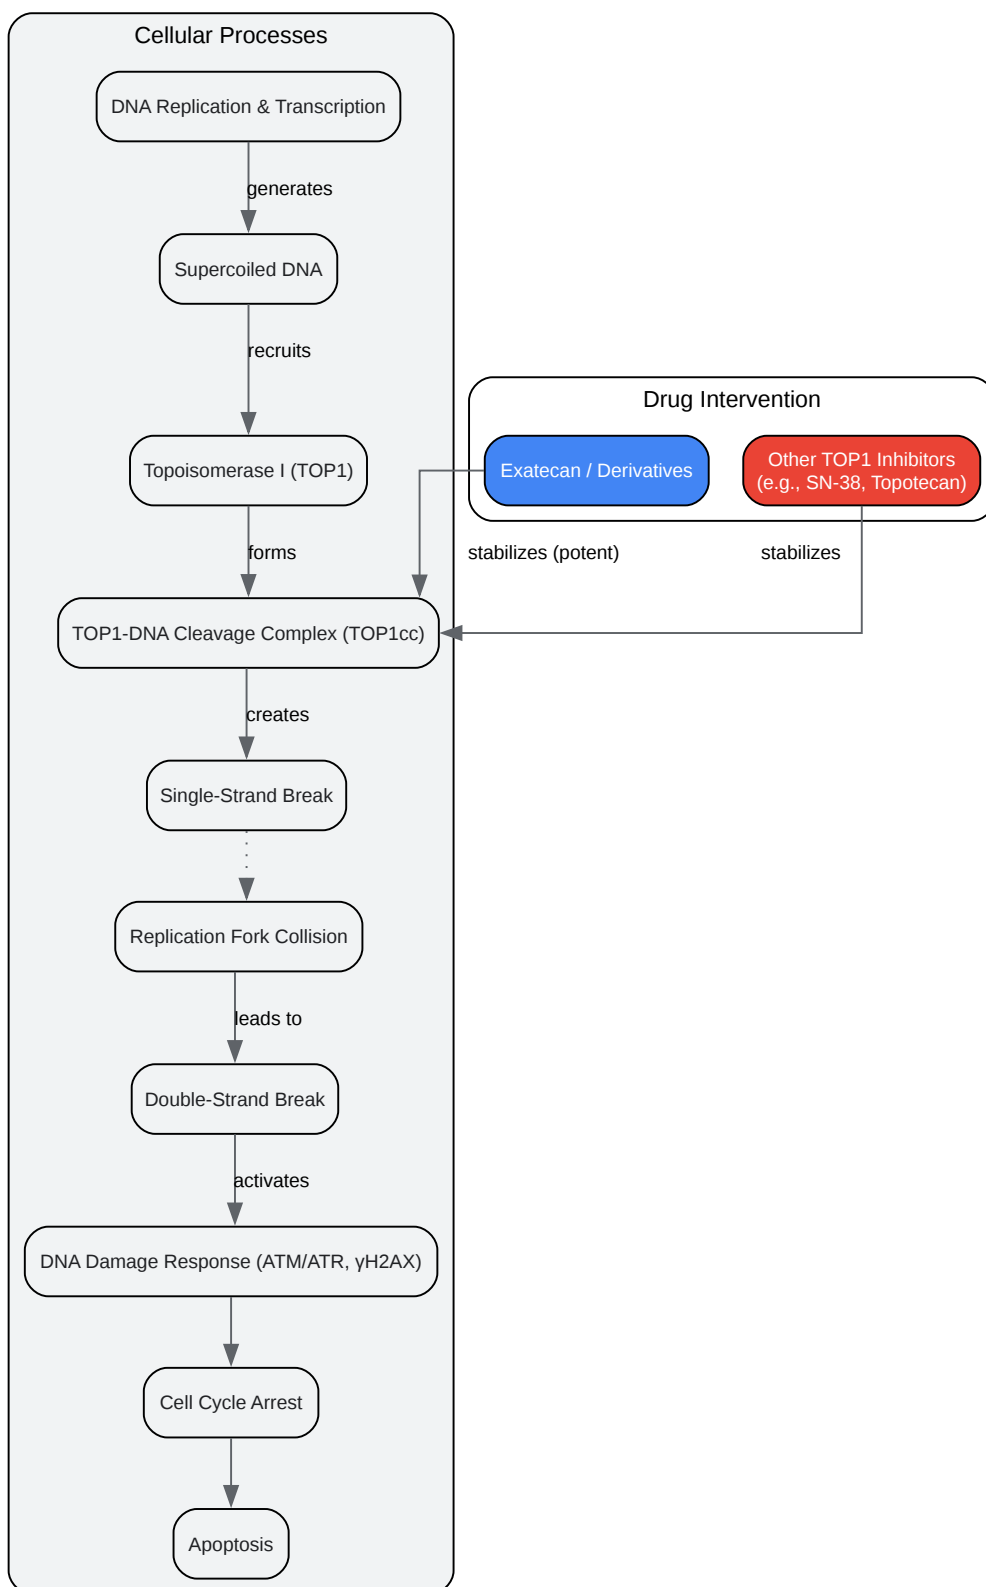 Cellular Processes
DNA Replication & Transcription
generates
Supercoiled DNA
recruits
Drug Intervention
Topoisomerase I (TOP1)
Exatecan / Derivatives
Other TOP1 Inhibitors
(e.g., SN-38, Topotecan)
forms
stabilizes (potent)
stabilizes
TOP1-DNA Cleavage Complex (TOP1cc)
creates
Single-Strand Break
Replication Fork Collision
leads to
Double-Strand Break
activates
DNA Damage Response (ATM/ATR, γH2AX)
Cell Cycle Arrest
Apoptosis